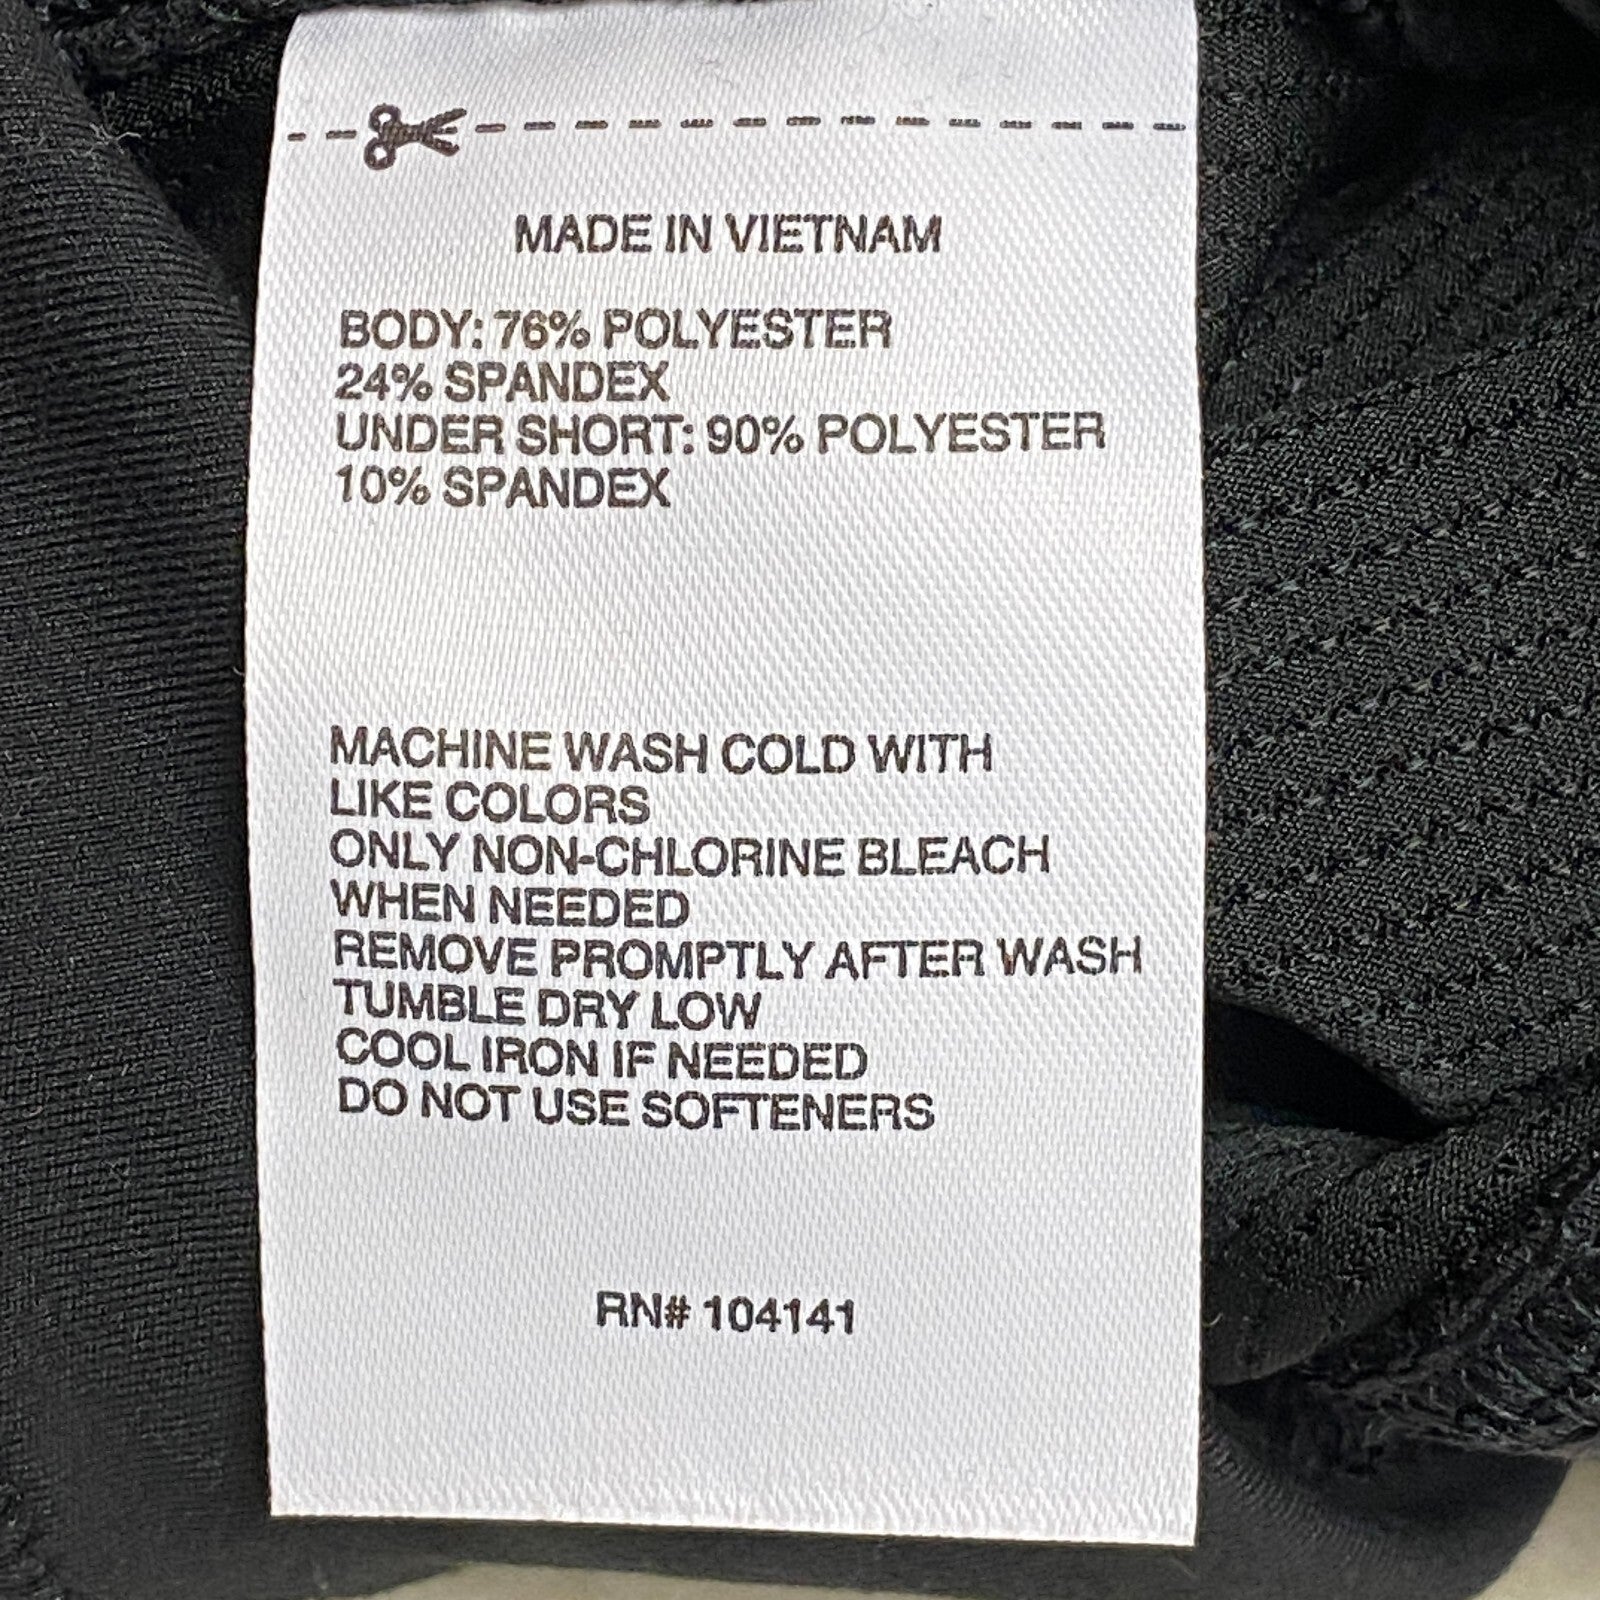 MADE IN VIETNAM
BODY: 76% POLYESTER
24% SPANDEX
UNDER SHORT: 90% POLYESTER
10% SPANDEX
MACHINE WASH COLD WITH
LIKE COLORS
ONLY NON-CHLORINE BLEACH
WHEN NEEDED
REMOVE PROMPTLY AFTER WASH
TUMBLE DRY LOW
COOL IRON IF NEEDED
DO NOT USE SOFTENERS
RN# 104141